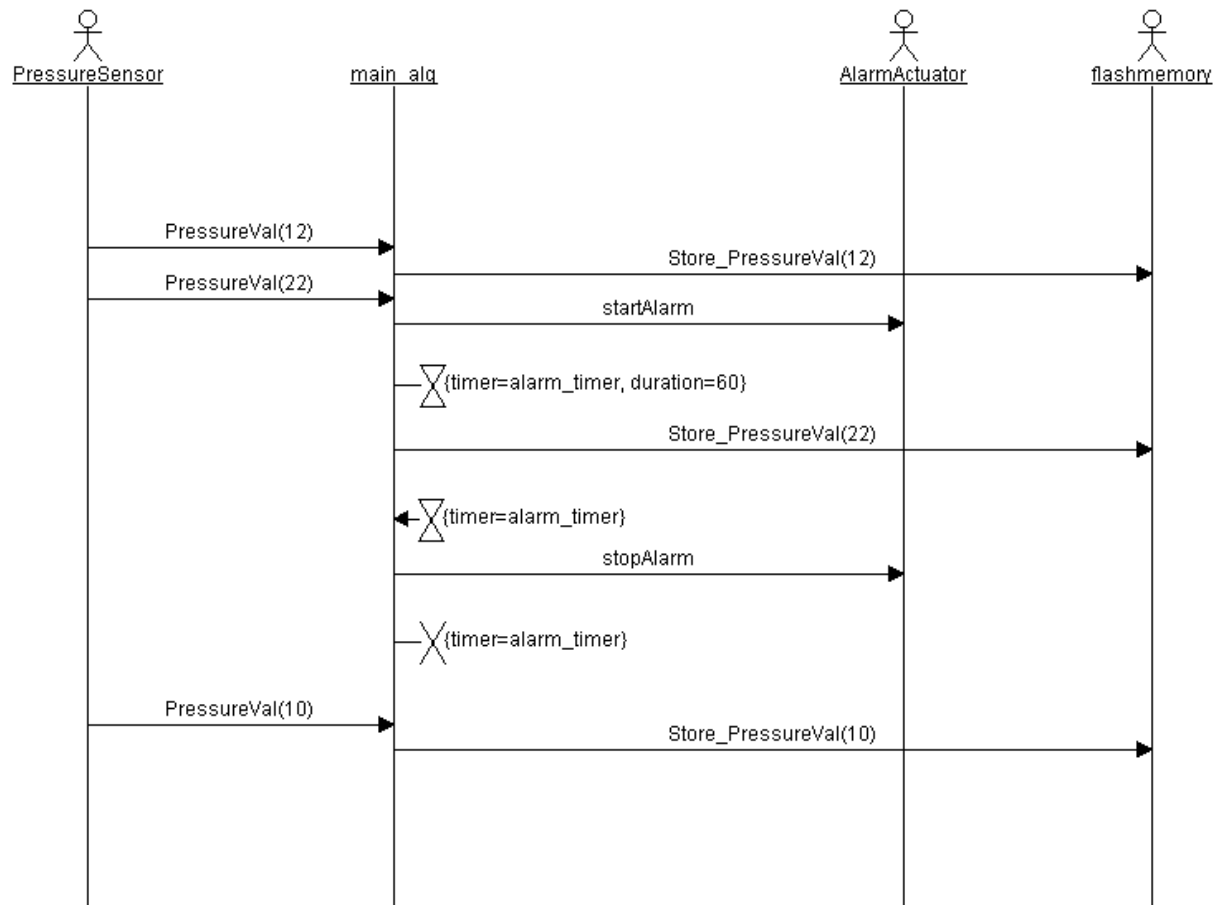 PressureSensor main_alg AlarmActuator flashmemory
PressureVal(12)
Store_PressureVal(12)
PressureVal(22)
startAlarm
{timer=alarm_timer, duration=60}
Store_PressureVal(22)
{timer=alarm_timer}
stopAlarm
{timer=alarm_timer}
PressureVal(10)
Store_PressureVal(10)